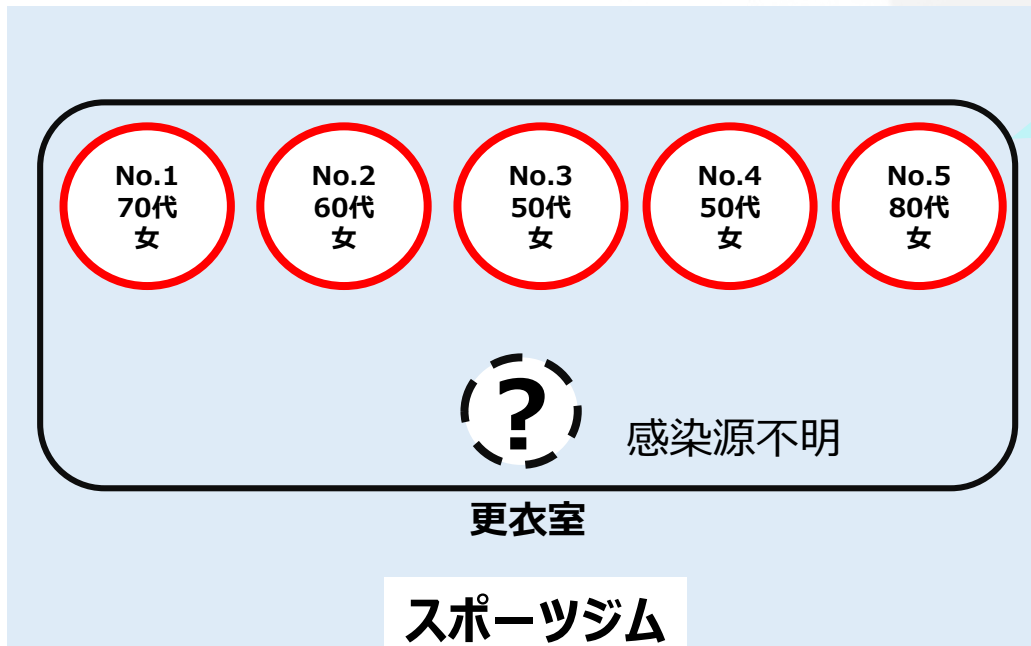 No.1
70代
女
No.2
60代
女
No.3
50代
女
No.4
50代
女
No.5
80代
女
?
感染源不明
更衣室
スポーツジム